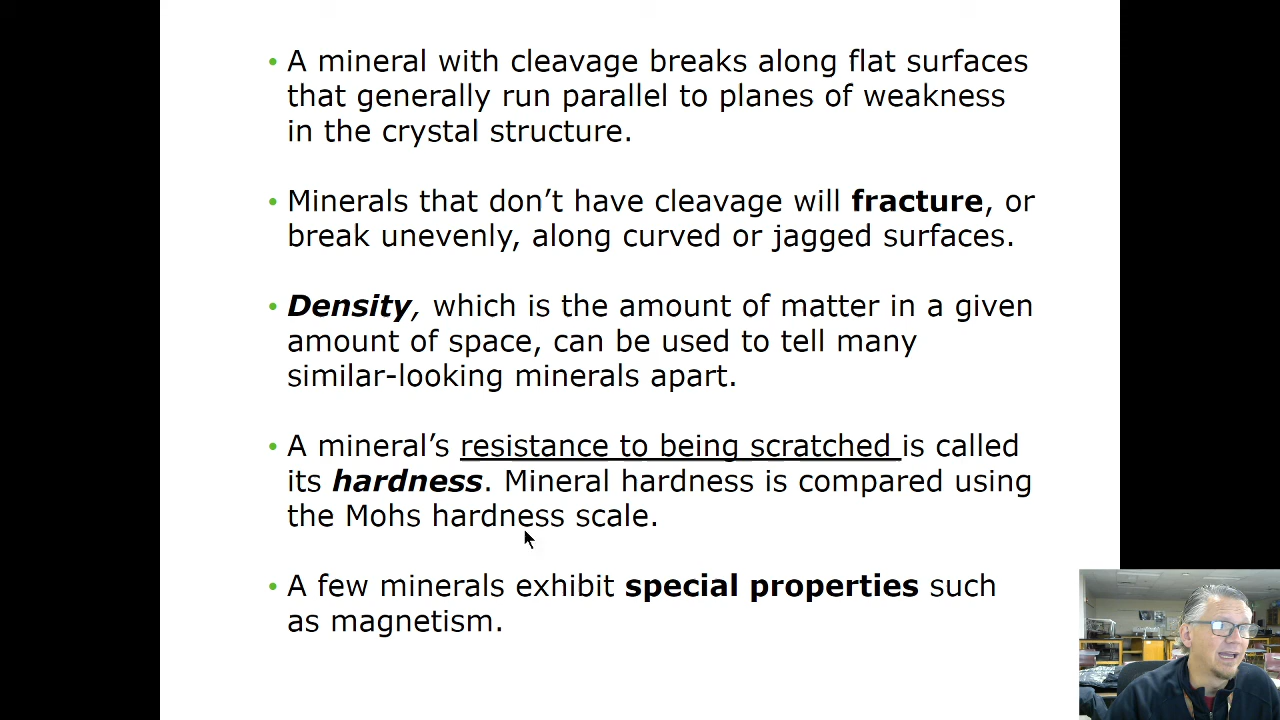 • A mineral with cleavage breaks along flat surfaces
that generally run parallel to planes of weakness
in the crystal structure.
• Minerals that don’t have cleavage will fracture, or
break unevenly, along curved or jagged surfaces.
• Density, which is the amount of matter in a given
amount of space, can be used to tell many
similar-looking minerals apart.
• A mineral’s resistance to being scratched is called
its hardness. Mineral hardness is compared using
the Mohs hardness scale.
• A few minerals exhibit special properties such
as magnetism.